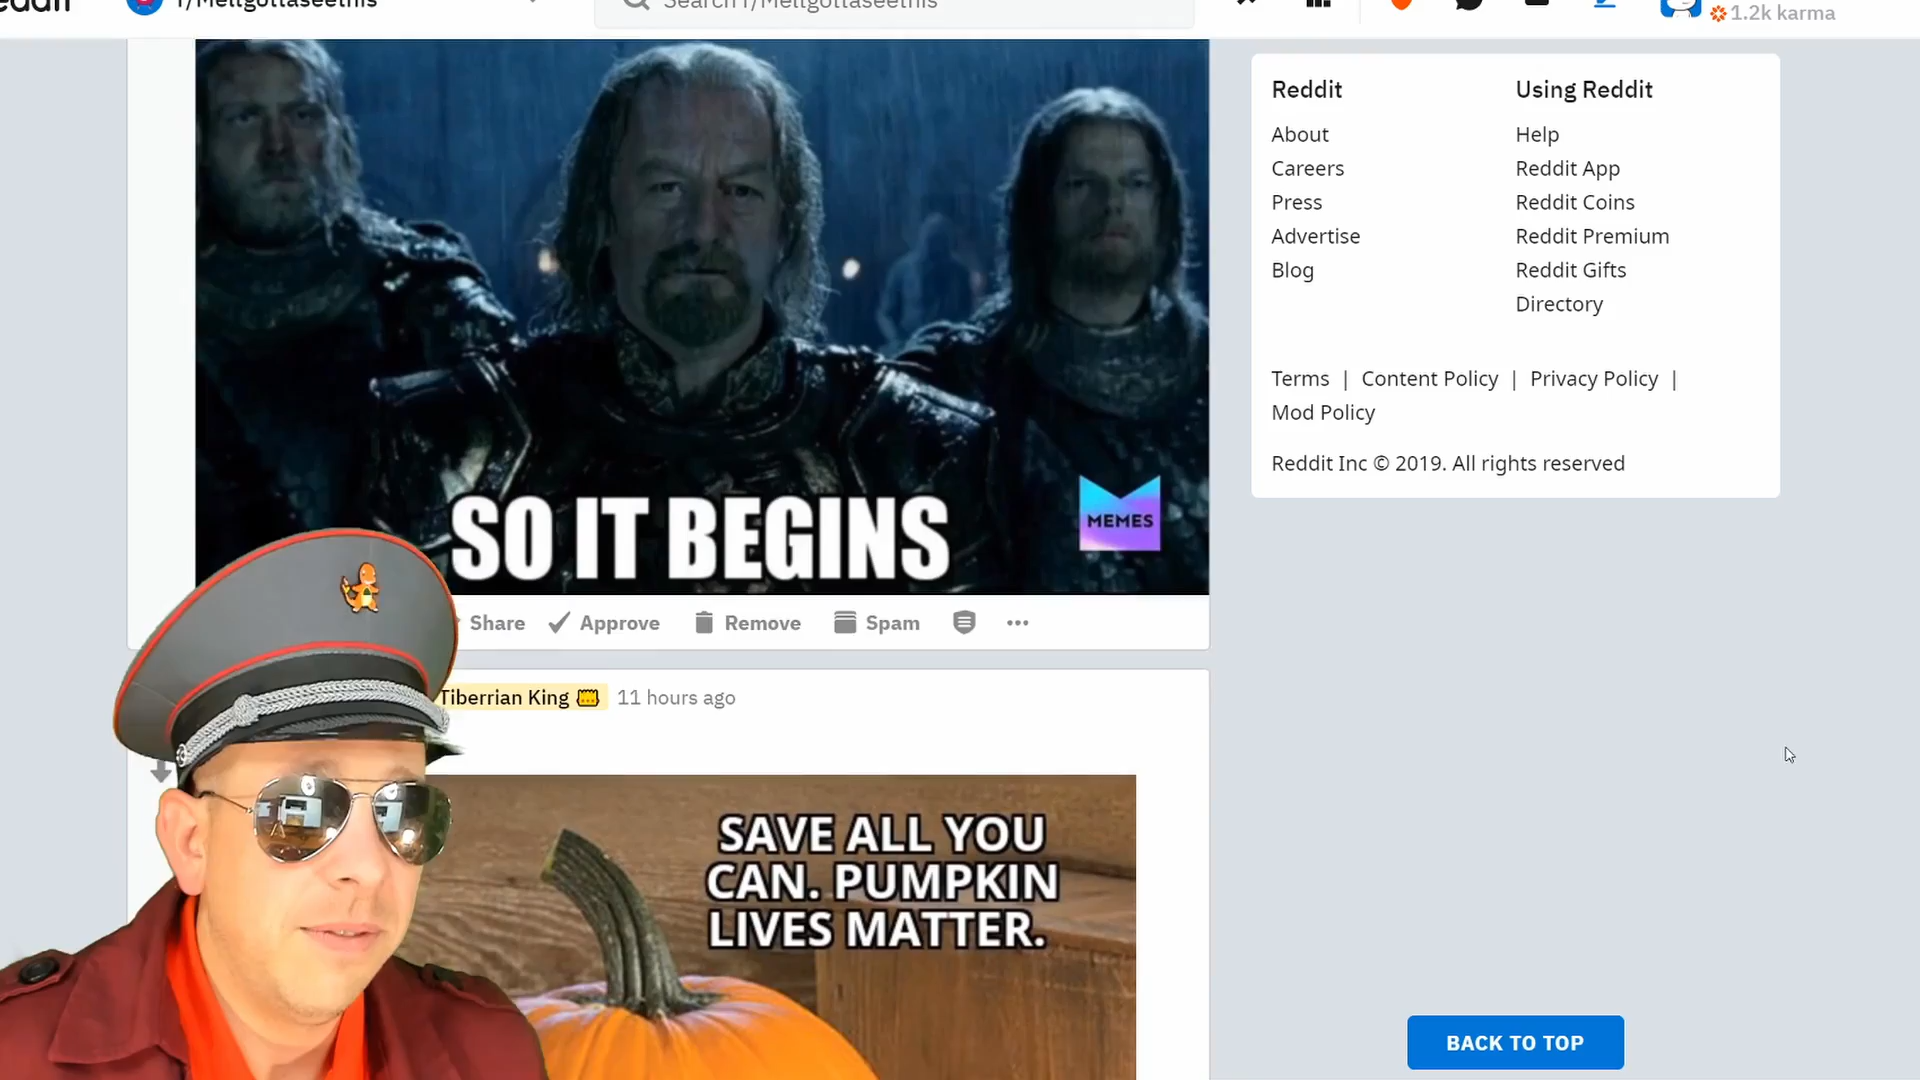 r/Mellgottaseethis
Search r/Mellgottaseethis
1.2k karma
SO IT BEGINS
MEMES
Share Approve Remove Spam
Tiberrian King 11 hours ago
SAVE ALL YOU
CAN. PUMPKIN
LIVES MATTER.
Reddit
About
Careers
Press
Advertise
Blog
Using Reddit
Help
Reddit App
Reddit Coins
Reddit Premium
Reddit Gifts
Directory
Terms | Content Policy | Privacy Policy |
Mod Policy
Reddit Inc © 2019. All rights reserved
BACK TO TOP